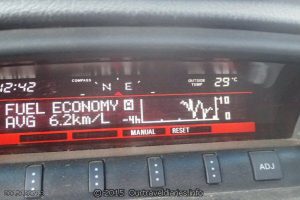 COMPASS
OUTSIDE TEMP
12:42
N E
29°C
FUEL ECONOMY A
10
AVG 6.2km/L
-4h
0
MANUAL
RESET
ADJ
©2015 Outtraveldiaries.info